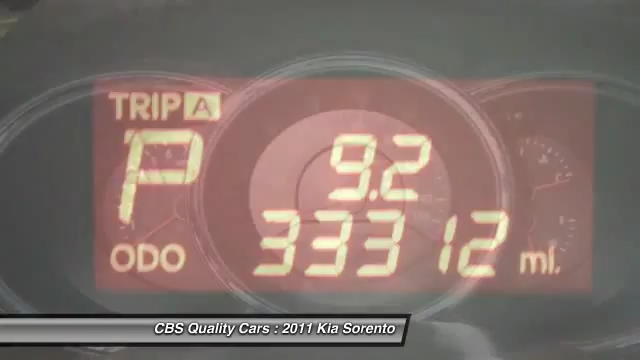 TRIP A
P 9.2
ODO 33312 mi.
CBS Quality Cars : 2011 Kia Sorento